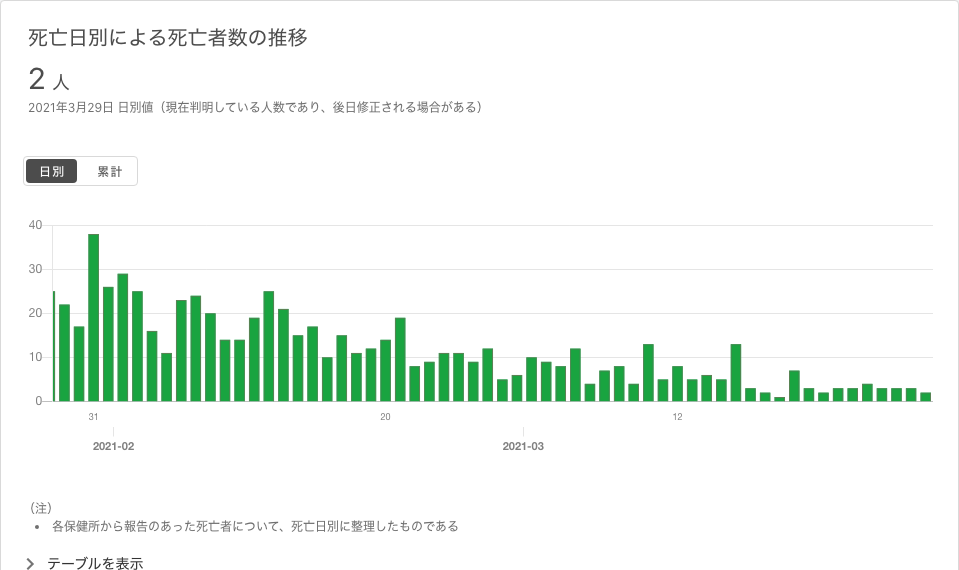 死亡日別による死亡者数の推移
2 人
2021年3月29日 日別値（現在判明している人数であり、後日修正される場合がある）
日別 累計
40
30
20
10
0
31 20 12
2021-02 2021-03
（注）
• 各保健所から報告のあった死亡者について、死亡日別に整理したものである
テーブルを表示